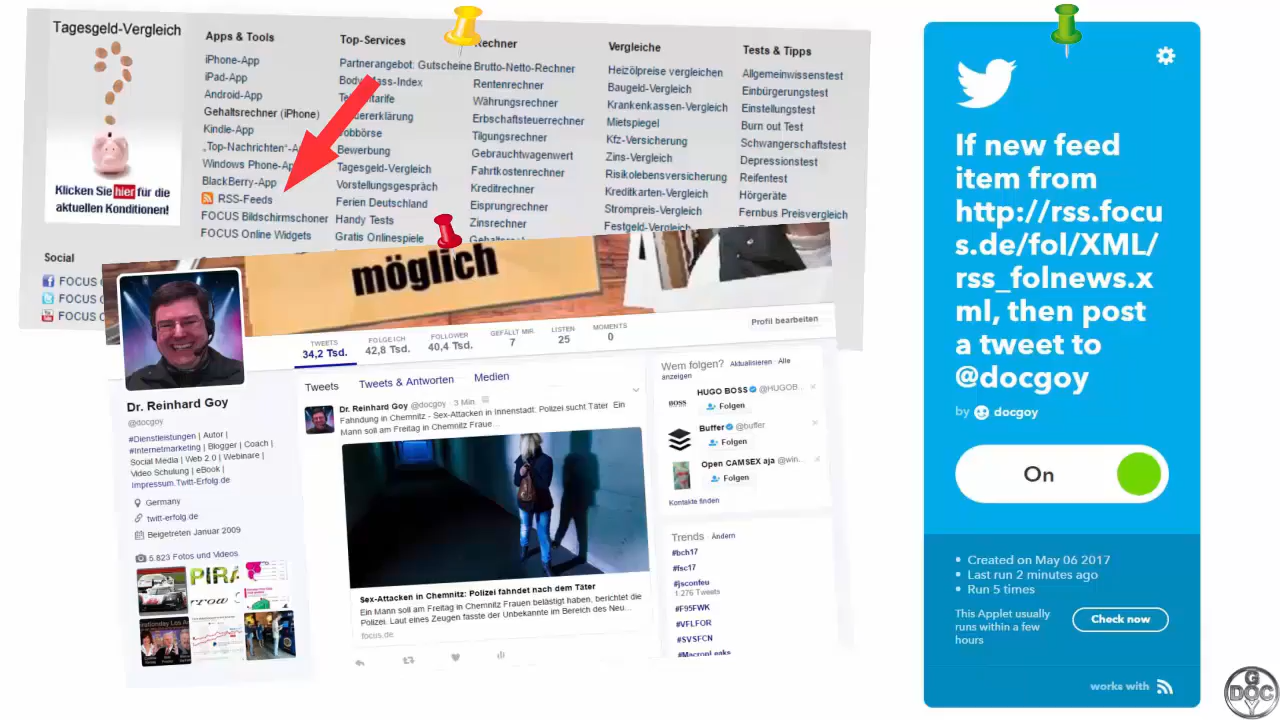 Tagesgeld-Vergleich
Klicken Sie hier für die
aktuellen Konditionen!
Apps & Tools
iPhone-App
iPad-App
Android-App
Gehaltsrechner (iPhone)
Kindle-App
„Top-Nachrichten“-A
Windows Phone-Ap
BlackBerry-App
RSS-Feeds
FOCUS Bildschirmschoner
FOCUS Online Widgets
Top-Services
Partnerangebot: Gutscheine
Jobbörse
Bewerbung
Tagesgeld-Vergleich
Vorstellungsgespräch
Ferien Deutschland
Handy Tests
Gratis Onlinespiele
Rechner
Brutto-Netto-Rechner
Rentenrechner
Währungsrechner
Erbschaftsteuerrechner
Tilgungsrechner
Gebrauchtwagenwert
Fahrtkostenrechner
Kreditrechner
Eisprungrechner
Zinsrechner
Vergleiche
Heizölpreise vergleichen
Baugeld-Vergleich
Krankenkassen-Vergleich
Mietspiegel
Kfz-Versicherung
Zins-Vergleich
Risikolebensversicherung
Kreditkarten-Vergleich
Strompreis-Vergleich
Festgeld-Vergleich
Tests & Tipps
Allgemeinwissenstest
Einbürgerungstest
Einstellungstest
Burn out Test
Schwangerschaftstest
Depressionstest
Reifentest
Hörgeräte
Fernbus Preisvergleich
Social
FOCUS
FOCUS
FOCUS
möglich
TWEETS
34,2 Tsd.
FOLGE ICH
42,8 Tsd.
FOLLOWER
40,4 Tsd.
GEFÄLLT MIR
7
LISTEN
25
MOMENTS
0
Profil bearbeiten
Dr. Reinhard Goy
@docgoy
#Dienstleistungen | Autor |
#Internetmarketing | Blogger | Coach |
Social Media | Web 2.0 | Webinare |
Video Schulung | eBook |
Impressum.Twitt-Erfolg.de
Germany
twitt-erfolg.de
Beigetreten Januar 2009
5.823 Fotos und Videos
Tweets
Tweets & Antworten
Medien
Dr. Reinhard Goy @docgoy 3 Min.
Fahndung in Chemnitz - Sex-Attacken in Innenstadt: Polizei sucht Täter Ein
Mann soll am Freitag in Chemnitz Fraue...
Sex-Attacken in Chemnitz: Polizei fahndet nach dem Täter
Ein Mann soll am Freitag in Chemnitz Frauen belästigt haben, berichtet die
Polizei. Laut eines Zeugen fasste der Unbekannte im Bereich des Neu...
focus.de
Wem folgen? Aktualisieren Alle
anzeigen
HUGO BOSS @HUGOB...
Folgen
Buffer @buffer
Folgen
Open CAMSEX aja @win...
Folgen
Kontakte finden
Trends Ändern
#bch17
#fsc17
#jsconfeu
1.276 Tweets
#F95FWK
#VFLFOR
#SVSFCN
#MacronLeaks
If new feed
item from
http://rss.focu
s.de/fol/XML/
rss_folnews.x
ml, then post
a tweet to
@docgoy
by docgoy
On
Created on May 06 2017
Last run 2 minutes ago
Run 5 times
This Applet usually
runs within a few
hours
Check now
works with
G
DOC
Y